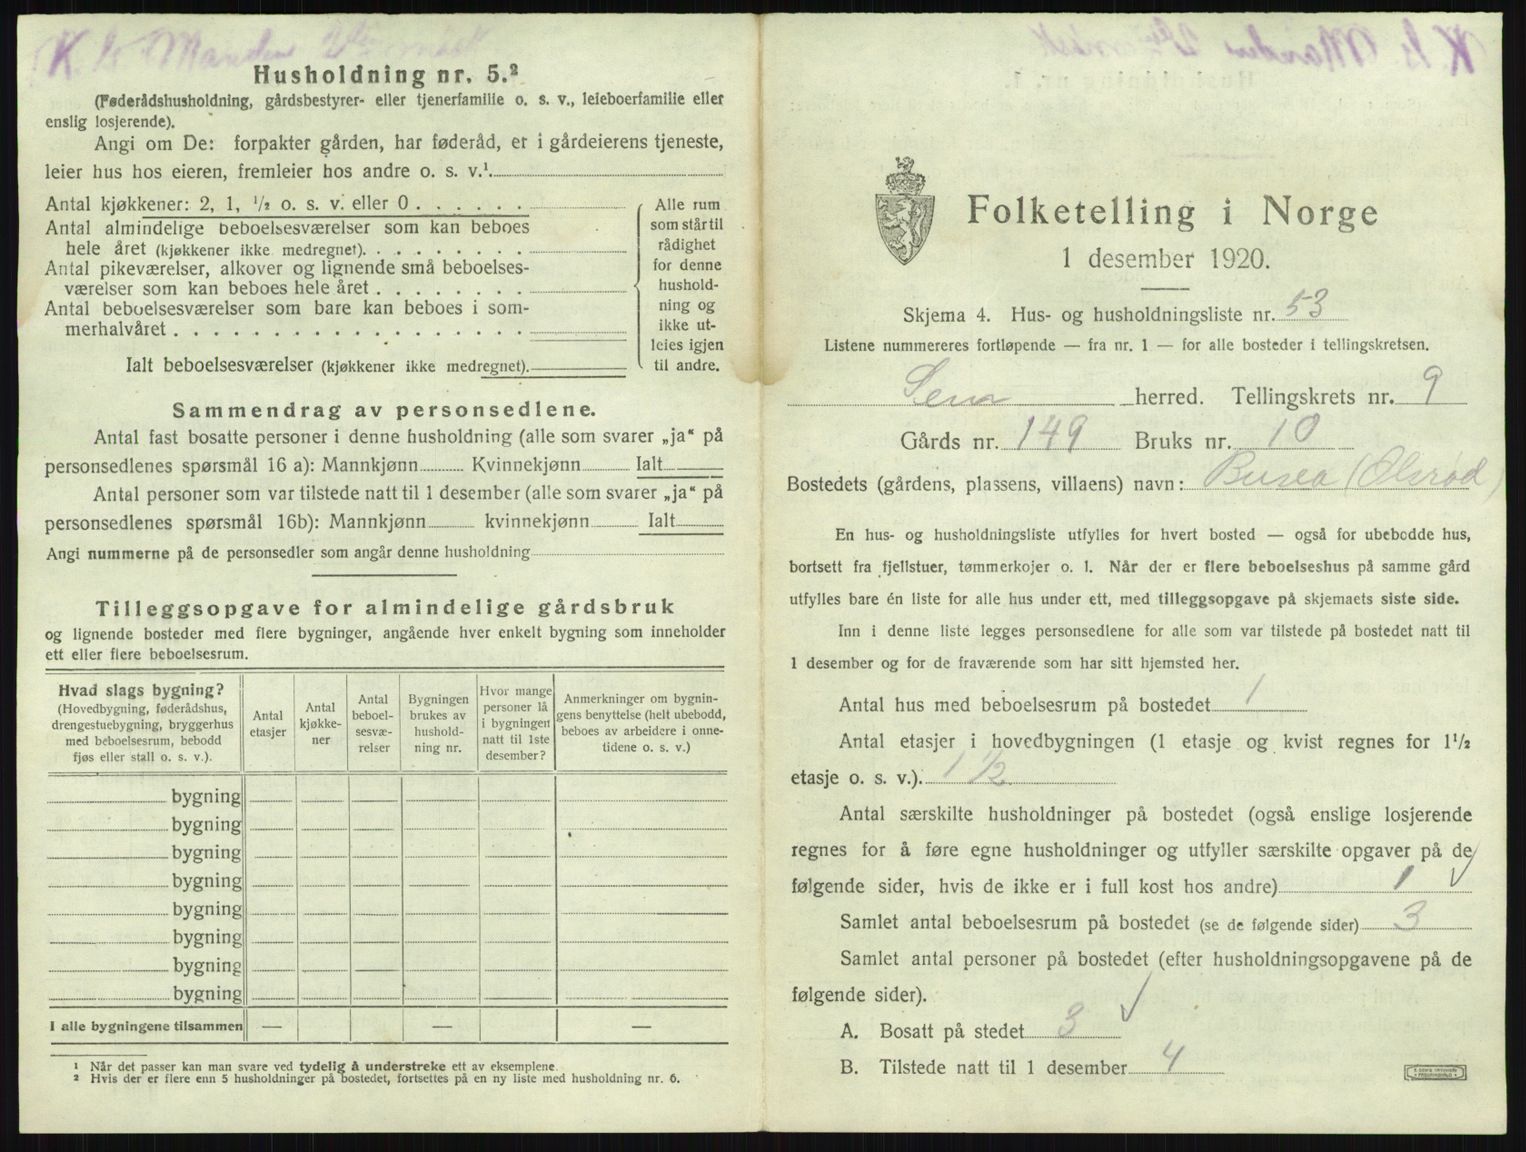 K. G. Manden
Husholdning nr. 5.²
(Føderådshusholdning, gårdsbestyrer- eller tjenerfamilie o. s. v., leieboerfamilie eller
enslig losjerende).
Angi om De: forpakter gården, har føderåd, er i gårdeierens tjeneste,
leier hus hos eieren, fremleier hos andre o. s. v.¹
Antal kjøkkener: 2, 1, ¹/₂ o. s. v. eller 0
Antal almindelige beboelsesværelser som kan beboes
hele året (kjøkkener ikke medregnet).
Antal pikeværelser, alkover og lignende små beboelses-
værelser som kan beboes hele året
Antal beboelsesværelser som bare kan beboes i som-
merhalvåret
Ialt beboelsesværelser (kjøkkener ikke medregnet).
Alle rum
som står til
rådighet
for denne
hushold-
ning og
ikke ut-
leies igjen
til andre.
Sammendrag av personsedlene.
Antal fast bosatte personer i denne husholdning (alle som svarer „ja“ på
personsedlenes spørsmål 16 a): Mannkjønn Kvinnekjønn Ialt
Antal personer som var tilstede natt til 1 desember (alle som svarer „ja“ på
personsedlenes spørsmål 16b): Mannkjønn kvinnekjønn Ialt
Angi nummerne på de personsedler som angår denne husholdning
Tilleggsopgave for almindelige gårdsbruk
og lignende bosteder med flere bygninger, angående hver enkelt bygning som inneholder
ett eller flere beboelsesrum.
Hvad slags bygning?
(Hovedbygning, føderådshus,
drengestuebygning, bryggerhus
med beboelsesrum, bebodd
fjøs eller stall o. s. v.).
Antal
etasjer
Antal
kjøkke-
ner
Antal
beboel-
sesvæ-
relser
Bygningen
brukes av
hushold-
ning nr.
Hvor mange
personer lå
i bygningen
natt til 1ste
desember?
Anmerkninger om bygnin-
gens benyttelse (helt ubebodd,
beboes av arbeidere i onne-
tidene o. s. v.)
bygning
bygning
bygning
bygning
bygning
bygning
bygning
bygning
I alle bygningene tilsammen — — —
¹ Når det passer kan man svare ved tydelig å understreke ett av eksemplene.
² Hvis der er flere enn 5 husholdninger på bostedet, fortsettes på en ny liste med husholdning nr. 6.
Folketelling i Norge
1 desember 1920.
Skjema 4. Hus- og husholdningsliste nr. 53
Listene nummereres fortløpende — fra nr. 1 — for alle bosteder i tellingskretsen.
Sem herred. Tellingskrets nr. 9
Gårds nr. 149 Bruks nr. 10
Bostedets (gårdens, plassens, villaens) navn: Busea (Olsrød)
En hus- og husholdningsliste utfylles for hvert bosted — også for ubebodde hus,
bortsett fra fjellstuer, tømmerkojer o. l. Når der er flere beboelseshus på samme gård
utfylles bare én liste for alle hus under ett, med tilleggsopgave på skjemaets siste side.
Inn i denne liste legges personsedlene for alle som var tilstede på bostedet natt til
1 desember og for de fraværende som har sitt hjemsted her.
Antal hus med beboelsesrum på bostedet 1
Antal etasjer i hovedbygningen (1 etasje og kvist regnes for 1¹/₂
etasje o. s. v.). 1 ½
Antal særskilte husholdninger på bostedet (også enslige losjerende
regnes for å føre egne husholdninger og utfyller særskilte opgaver på de
følgende sider, hvis de ikke er i full kost hos andre) 1 ✓
Samlet antal beboelsesrum på bostedet (se de følgende sider) 3
Samlet antal personer på bostedet (efter husholdningsopgavene på de
følgende sider). ✓
A. Bosatt på stedet 3
B. Tilstede natt til 1 desember 4